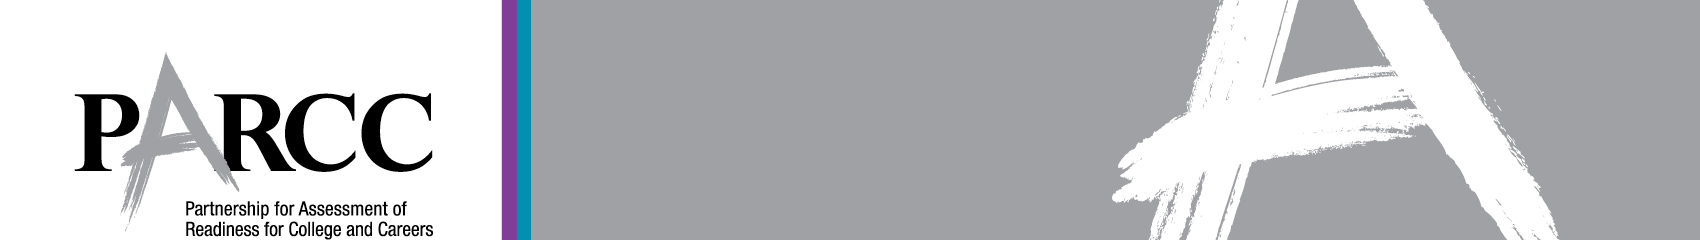 PARCC
Partnership for Assessment of
Readiness for College and Careers
A